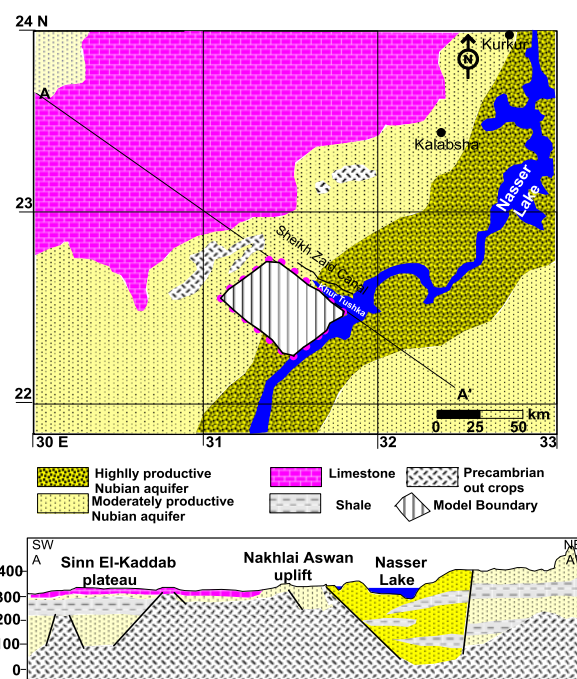 24 N
N
Kurkur
A
Kalabsha
Nasser
Lake
23
Sheikh Zaid Canal
Khur Tushka
22
A'
0 25 50 km
30 E 31 32 33
Highlly productive
Nubian aquifer
Moderately productive
Nubian aquifer
Limestone
Shale
Precambrian
out crops
Model Boundary
SW
A
NE
A'
Sinn El-Kaddab
plateau
Nakhlai Aswan
uplift
Nasser
Lake
400
300
200
100
0